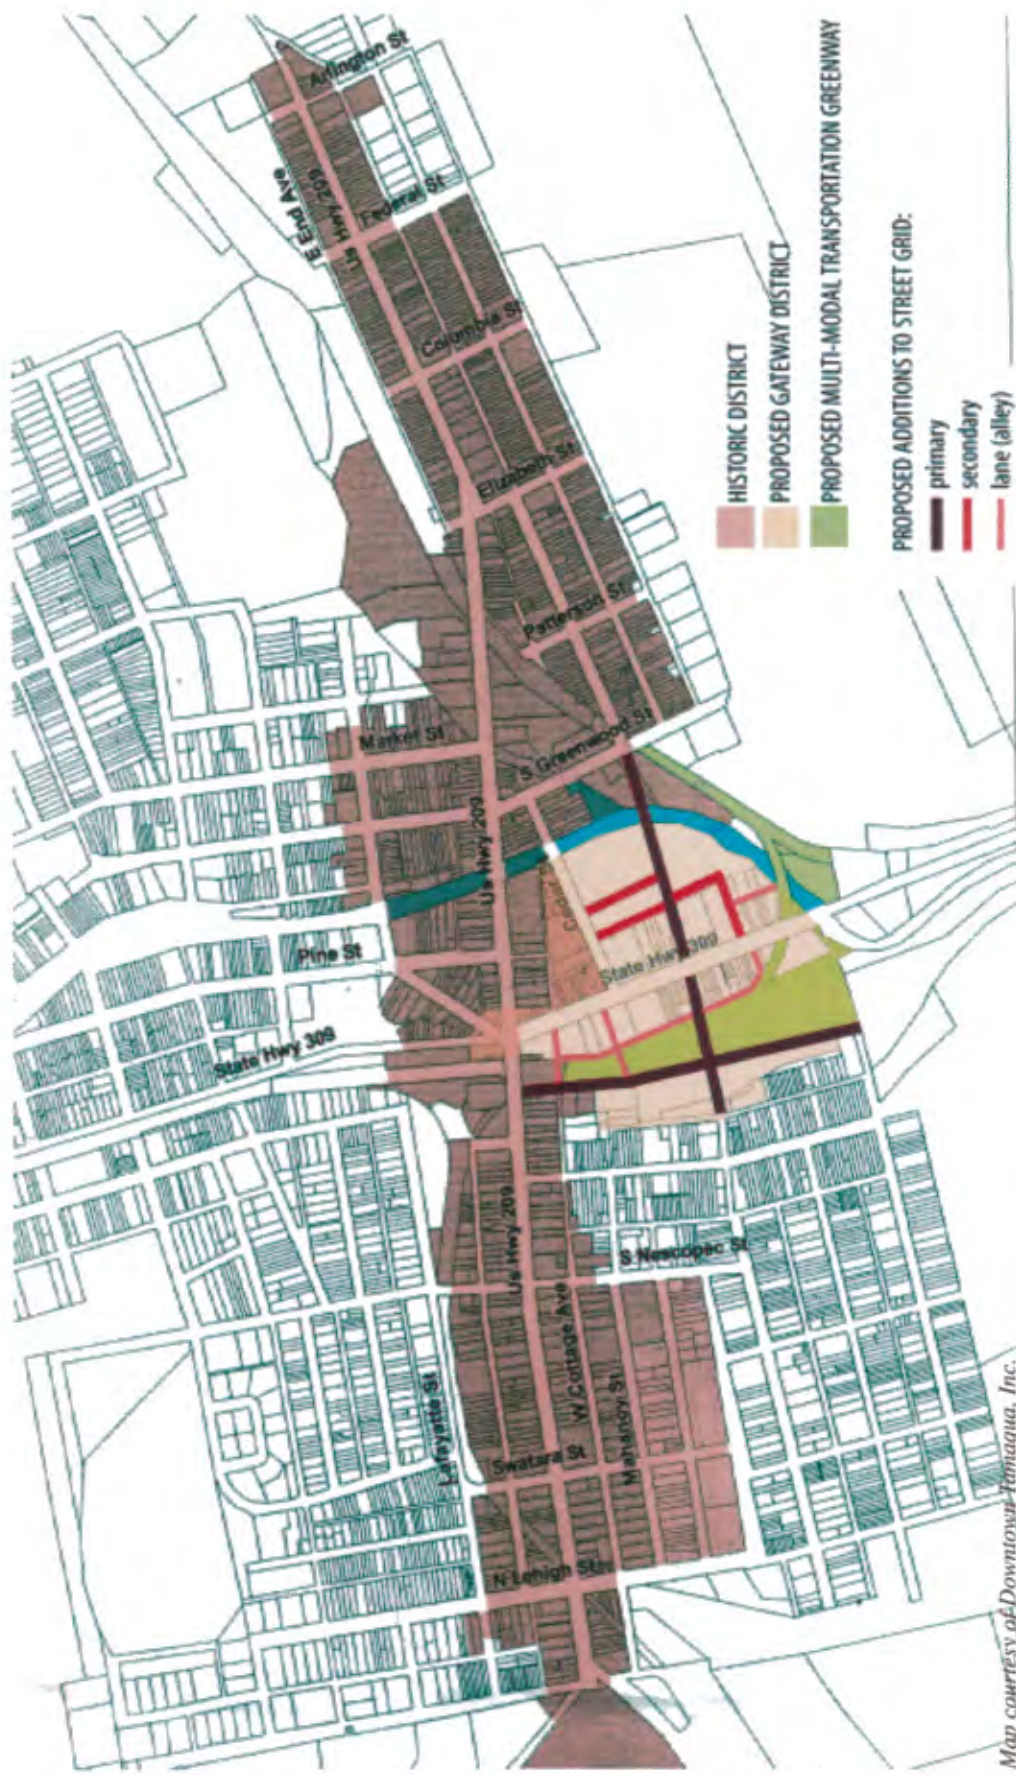 Arlington St
E End Ave
Us Hwy 209
Federal St
Columbia St
Elizabeth St
Patterson St
Market St
S Greenwood St
Us Hwy 209
Pine St
State Hwy 309
State Hwy 309
Us Hwy 209
S Nescopec St
W Cottage Ave
Lafayette St
Swatara St
Mahanoy St
N Lehigh St
HISTORIC DISTRICT
PROPOSED GATEWAY DISTRICT
PROPOSED MULTI-MODAL TRANSPORTATION GREENWAY
PROPOSED ADDITIONS TO STREET GRID:
primary
secondary
lane (alley)
Map courtesy of Downtown Tamaqua, Inc.